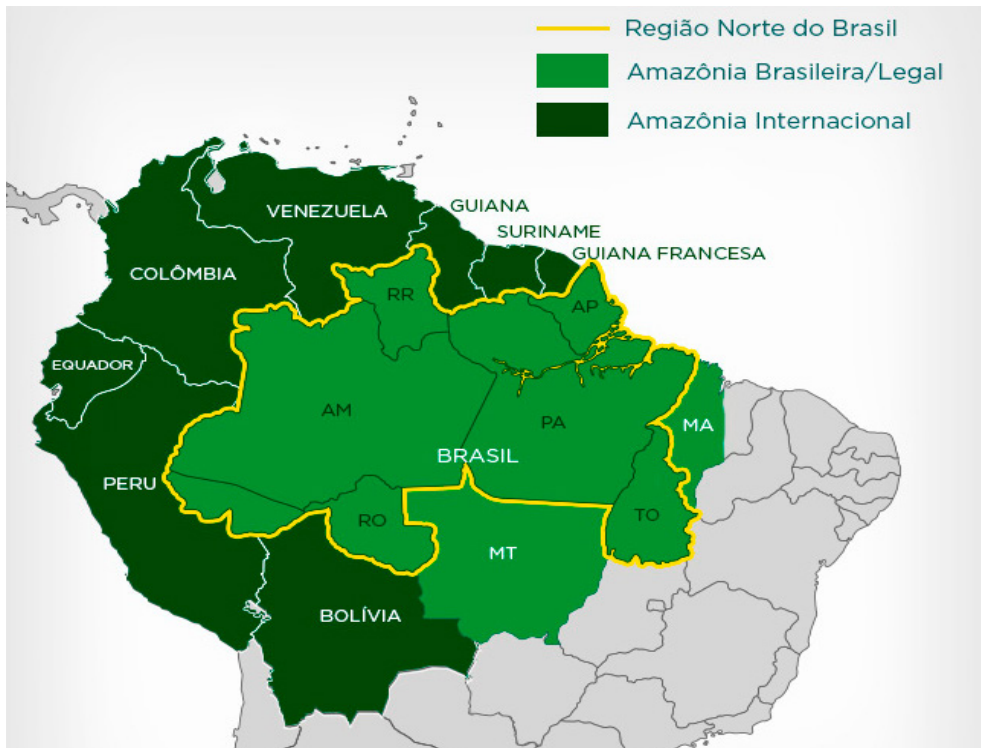 Região Norte do Brasil
Amazônia Brasileira/Legal
Amazônia Internacional
VENEZUELA
GUIANA
SURINAME
GUIANA FRANCESA
COLÔMBIA
RR
AP
EQUADOR
AM
PA
MA
BRASIL
PERU
RO
TO
MT
BOLÍVIA